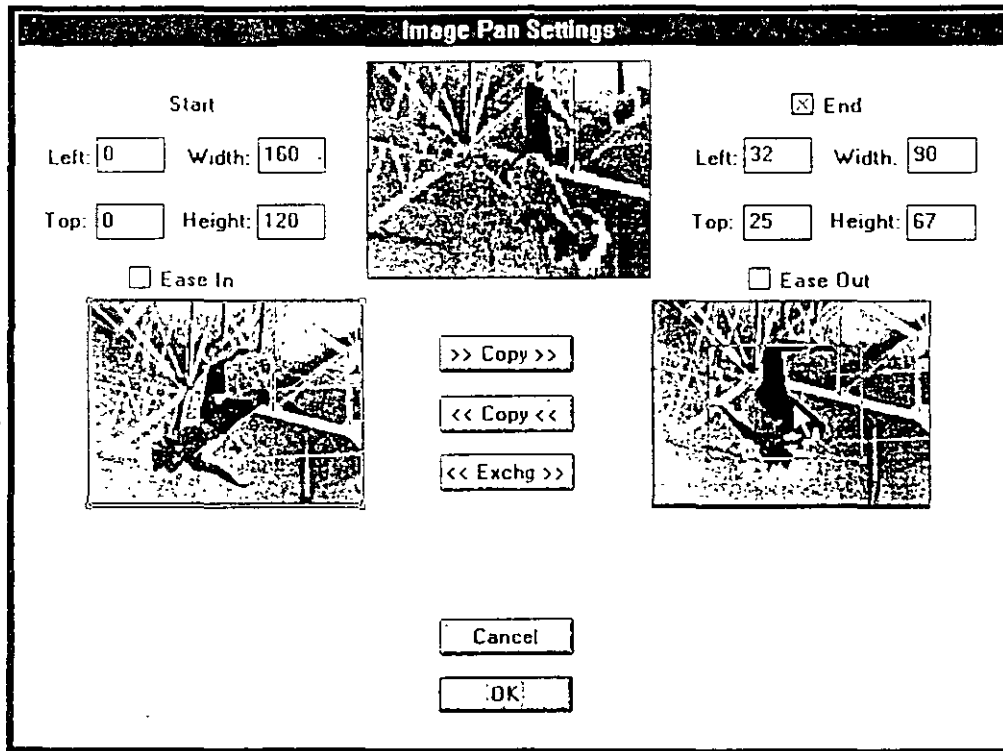 Image Pan Settings
Start
Left: 0 Width: 160
Top: 0 Height: 120
Ease In
End
Left: 32 Width. 90
Top: 25 Height: 67
Ease Out
>> Copy >>
<< Copy <<
<< Exchg >>
Cancel
OK